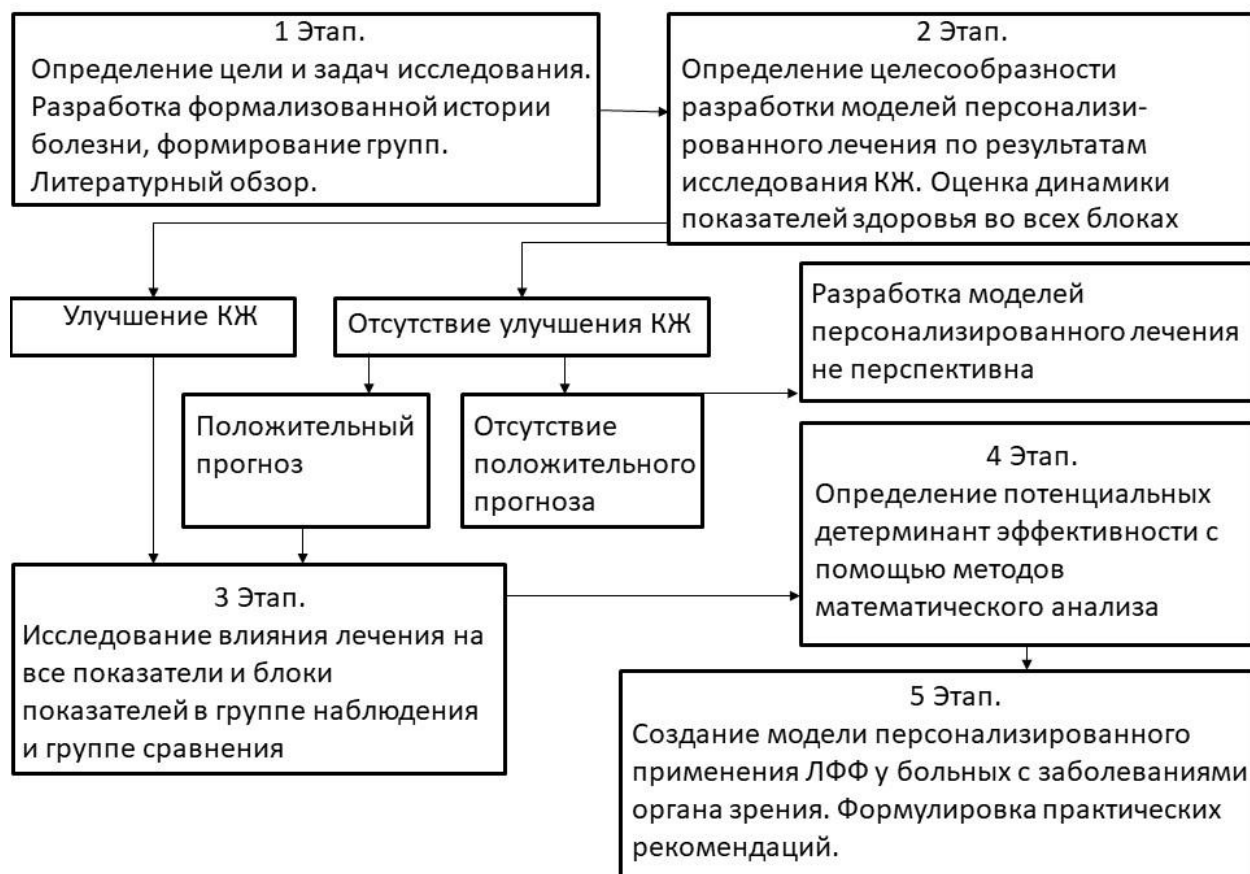 1 Этап.
Определение цели и задач исследования.
Разработка формализованной истории
болезни, формирование групп.
Литературный обзор.
2 Этап.
Определение целесообразности
разработки моделей персонализи-
рованного лечения по результатам
исследования КЖ. Оценка динамики
показателей здоровья во всех блоках
Улучшение КЖ
Отсутствие улучшения КЖ
Разработка моделей
персонализированного лечения
не перспективна
Положительный
прогноз
Отсутствие
положительного
прогноза
3 Этап.
Исследование влияния лечения на
все показатели и блоки
показателей в группе наблюдения
и группе сравнения
4 Этап.
Определение потенциальных
детерминант эффективности с
помощью методов
математического анализа
5 Этап.
Создание модели персонализированного
применения ЛФФ у больных с заболеваниями
органа зрения. Формулировка практических
рекомендаций.